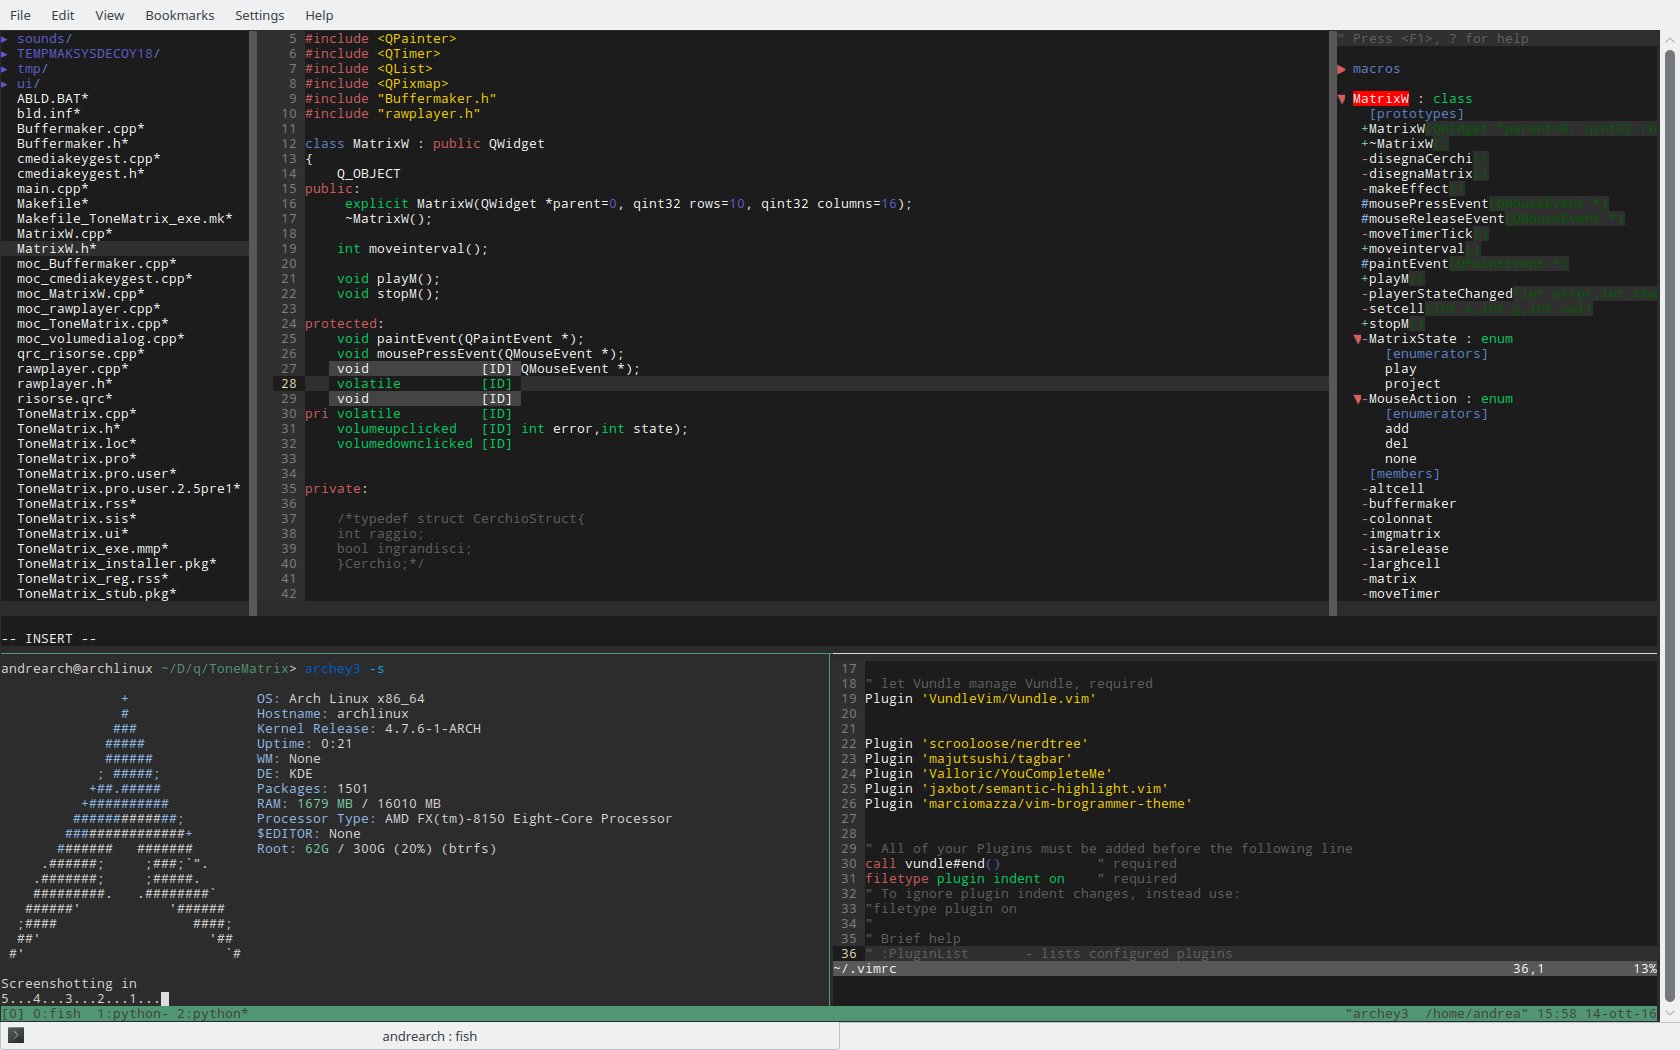 File Edit View Bookmarks Settings Help
▸ sounds/
▸ TEMPMAKSYSDECOY18/
▸ tmp/
▸ ui/
ABLD.BAT*
bld.inf*
Buffermaker.cpp*
Buffermaker.h*
cmediakeygest.cpp*
cmediakeygest.h*
main.cpp*
Makefile*
Makefile_ToneMatrix_exe.mk*
MatrixW.cpp*
MatrixW.h*
moc_Buffermaker.cpp*
moc_cmediakeygest.cpp*
moc_MatrixW.cpp*
moc_rawplayer.cpp*
moc_ToneMatrix.cpp*
moc_volumedialog.cpp*
qrc_risorse.cpp*
rawplayer.cpp*
rawplayer.h*
risorse.qrc*
ToneMatrix.cpp*
ToneMatrix.h*
ToneMatrix.loc*
ToneMatrix.pro*
ToneMatrix.pro.user*
ToneMatrix.pro.user.2.5pre1*
ToneMatrix.rss*
ToneMatrix.sis*
ToneMatrix.ui*
ToneMatrix_exe.mmp*
ToneMatrix_installer.pkg*
ToneMatrix_reg.rss*
ToneMatrix_stub.pkg*
5 #include <QPainter>
6 #include <QTimer>
7 #include <QList>
8 #include <QPixmap>
9 #include "Buffermaker.h"
10 #include "rawplayer.h"
11
12 class MatrixW : public QWidget
13 {
14     Q_OBJECT
15 public:
16      explicit MatrixW(QWidget *parent=0, qint32 rows=10, qint32 columns=16);
17      ~MatrixW();
18
19     int moveinterval();
20
21     void playM();
22     void stopM();
23
24 protected:
25     void paintEvent(QPaintEvent *);
26     void mousePressEvent(QMouseEvent *);
27     void              [ID] QMouseEvent *);
28     volatile          [ID]
29     void              [ID]
30 pri volatile          [ID]
31     volumeupclicked   [ID] int error,int state);
32     volumedownclicked [ID]
33
34
35 private:
36
37     /*typedef struct CerchioStruct{
38     int raggio;
39     bool ingrandisci;
40     }Cerchio;*/
41
42
" Press <F1>, ? for help
▸ macros
▼ MatrixW : class
[prototypes]
+MatrixW(QWidget *parent=0, qint32 ro
+~MatrixW()
-disegnaCerchi()
-disegnaMatrix()
-makeEffect()
#mousePressEvent(QMouseEvent *)
#mouseReleaseEvent(QMouseEvent *)
-moveTimerTick()
+moveinterval()
#paintEvent(QPaintEvent *)
+playM()
-playerStateChanged(int error,int sta
-setcell(int x,int y,int val)
+stopM()
▼-MatrixState : enum
[enumerators]
play
project
▼-MouseAction : enum
[enumerators]
add
del
none
[members]
-altcell
-buffermaker
-colonnat
-imgmatrix
-isarelease
-larghcell
-matrix
-moveTimer
-- INSERT --
andrearch@archlinux ~/D/q/ToneMatrix> archey3 -s
               +                OS: Arch Linux x86_64
               #                Hostname: archlinux
              ###               Kernel Release: 4.7.6-1-ARCH
             #####              Uptime: 0:21
             ######             WM: None
            ; #####;            DE: KDE
           +##.#####            Packages: 1501
          +##########           RAM: 1679 MB / 16010 MB
         #############;         Processor Type: AMD FX(tm)-8150 Eight-Core Processor
        ###############+        $EDITOR: None
       #######   #######        Root: 62G / 300G (20%) (btrfs)
     .######;     ;###;`".
    .#######;     ;#####.
    #########.   .########`
   ######'           '######
  ;####                 ####;
  ##'                     '##
 #'                         `#
Screenshotting in
5...4...3...2...1...
17
18 " let Vundle manage Vundle, required
19 Plugin 'VundleVim/Vundle.vim'
20
21
22 Plugin 'scrooloose/nerdtree'
23 Plugin 'majutsushi/tagbar'
24 Plugin 'Valloric/YouCompleteMe'
25 Plugin 'jaxbot/semantic-highlight.vim'
26 Plugin 'marciomazza/vim-brogrammer-theme'
27
28
29 " All of your Plugins must be added before the following line
30 call vundle#end()            " required
31 filetype plugin indent on    " required
32 " To ignore plugin indent changes, instead use:
33 "filetype plugin on
34 "
35 " Brief help
36 " :PluginList       - lists configured plugins
~/.vimrc 36,1 13%
[0] 0:fish  1:python- 2:python* "archey3  /home/andrea" 15:58 14-ott-16
andrearch : fish